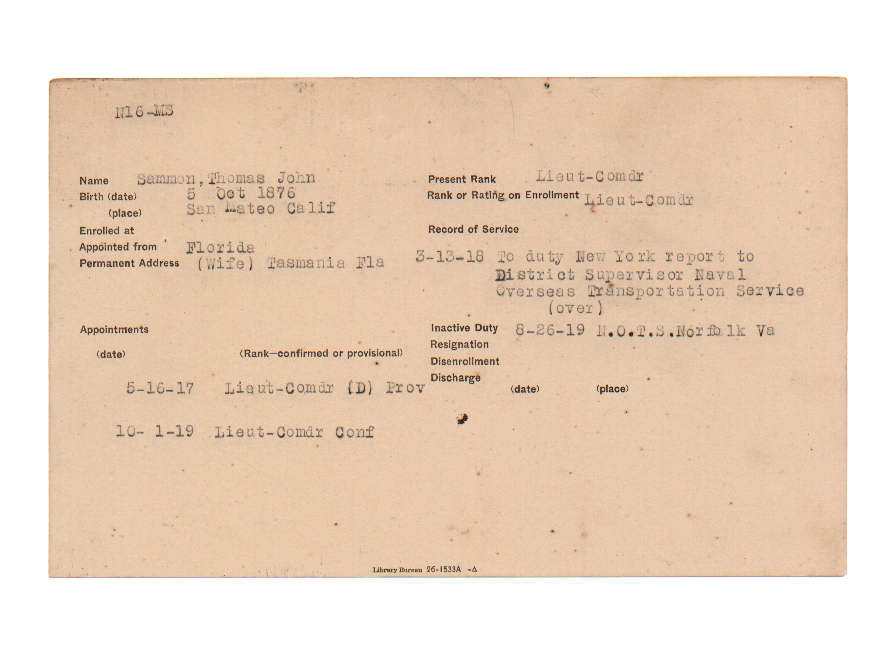 N16-MS
Name Sammon, Thomas John
Birth (date) 5 Oct 1876
(place) San Mateo Calif
Enrolled at
Appointed from Florida
Permanent Address (Wife) Tasmania Fla
Present Rank Lieut-Comdr
Rank or Rating on Enrollment Lieut-Comdr
Record of Service
3-13-18 To duty New York report to
District Supervisor Naval
Overseas Transportation Service
(over)
Appointments
(date) (Rank—confirmed or provisional)
5-16-17 Lieut-Comdr (D) Prov
10- 1-19 Lieut-Comdr Conf
Inactive Duty 8-26-19 N.O.T.S.Norfolk Va
Resignation
Disenrollment
Discharge
(date) (place)
Library Bureau 26-1533A -Δ